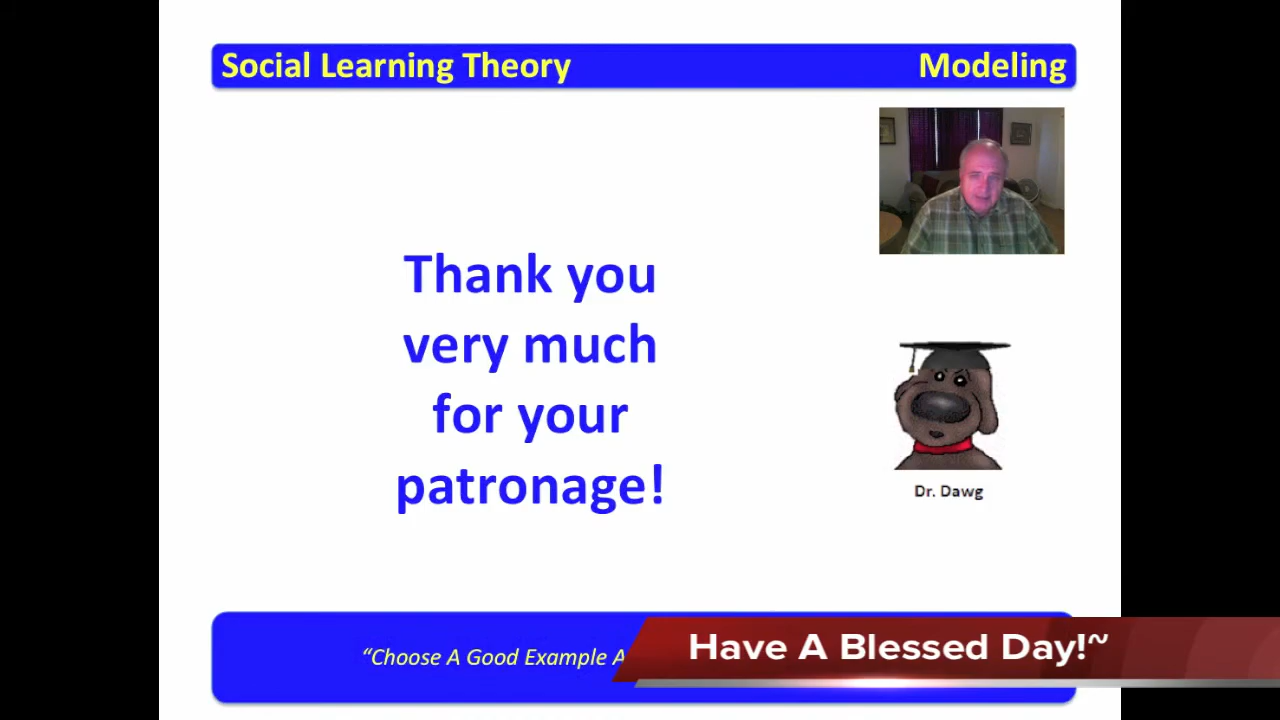 Social Learning Theory Modeling
Thank you
very much
for your
patronage!
Dr. Dawg
“Choose A Good Example A
Have A Blessed Day!~